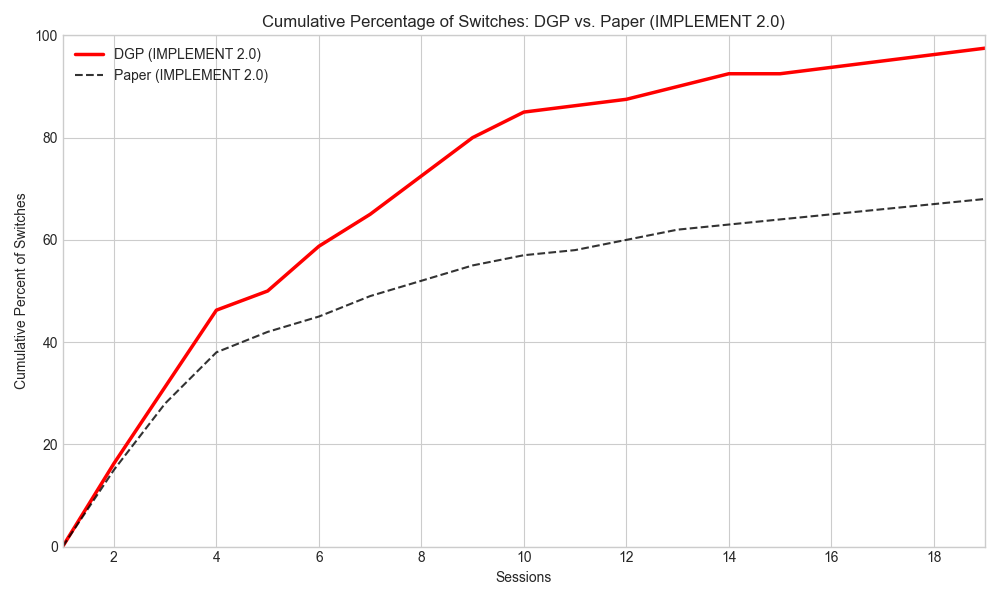 Cumulative Percentage of Switches: DGP vs. Paper (IMPLEMENT 2.0)
DGP (IMPLEMENT 2.0)
Paper (IMPLEMENT 2.0)
Cumulative Percent of Switches
100
80
60
40
20
0
2 4 6 8 10 12 14 16 18
Sessions